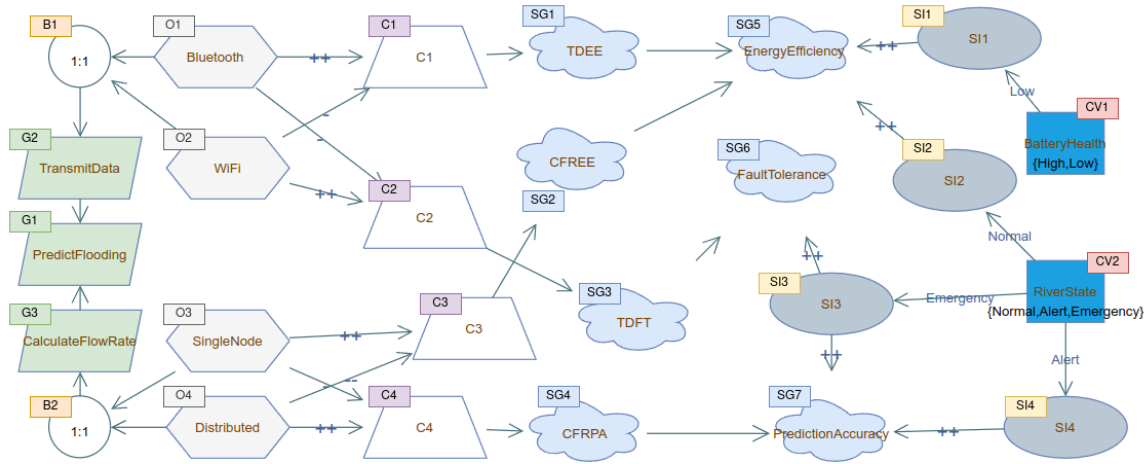 B1
1:1
O1
Bluetooth
++
C1
C1
SG1
TDEE
SG5
EnergyEfficiency
++
SI1
SI1
Low
CV1
BatteryHealth
{High,Low}
G2
TransmitData
O2
WiFi
-
-
++
C2
C2
CFREE
SG2
SG6
FaultTolerance
++
SI2
SI2
Normal
G1
PredictFlooding
CV2
RiverState
{Normal,Alert,Emergency}
Emergency
Alert
SI3
SI3
++
++
SG3
TDFT
C3
C3
G3
CalculateFlowRate
O3
SingleNode
++
-
--
B2
1:1
O4
Distributed
++
C4
C4
SG4
CFRPA
SG7
PredictionAccuracy
++
SI4
SI4